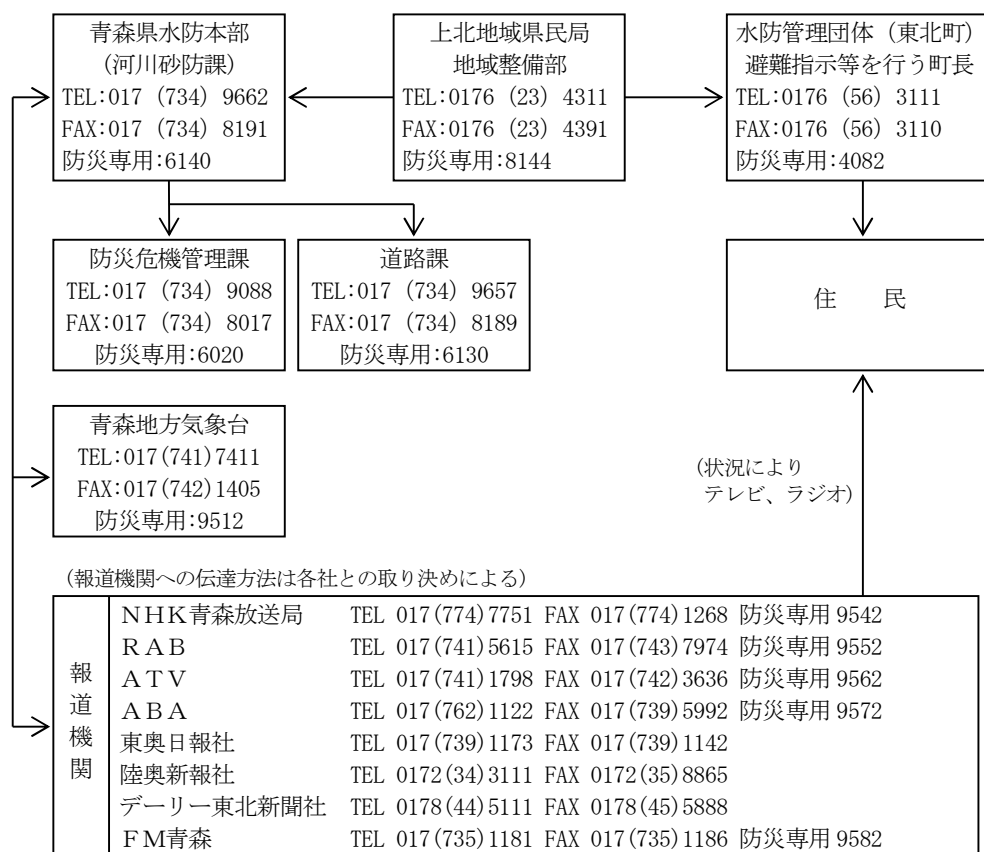 青森県水防本部
(河川砂防課)
TEL:017 (734) 9662
FAX:017 (734) 8191
防災専用:6140
上北地域県民局
地域整備部
TEL:0176 (23) 4311
FAX:0176 (23) 4391
防災専用:8144
水防管理団体（東北町）
避難指示等を行う町長
TEL:0176 (56) 3111
FAX:0176 (56) 3110
防災専用:4082
防災危機管理課
TEL:017 (734) 9088
FAX:017 (734) 8017
防災専用:6020
道路課
TEL:017 (734) 9657
FAX:017 (734) 8189
防災専用:6130
住　　民
青森地方気象台
TEL:017(741)7411
FAX:017(742)1405
防災専用:9512
(状況により
テレビ、ラジオ)
(報道機関への伝達方法は各社との取り決めによる)
報道機関
ＮＨＫ青森放送局 TEL 017(774)7751 FAX 017(774)1268 防災専用 9542
ＲＡＢ TEL 017(741)5615 FAX 017(743)7974 防災専用 9552
ＡＴＶ TEL 017(741)1798 FAX 017(742)3636 防災専用 9562
ＡＢＡ TEL 017(762)1122 FAX 017(739)5992 防災専用 9572
東奥日報社 TEL 017(739)1173 FAX 017(739)1142
陸奥新報社 TEL 0172(34)3111 FAX 0172(35)8865
デーリー東北新聞社 TEL 0178(44)5111 FAX 0178(45)5888
ＦＭ青森 TEL 017(735)1181 FAX 017(735)1186 防災専用 9582